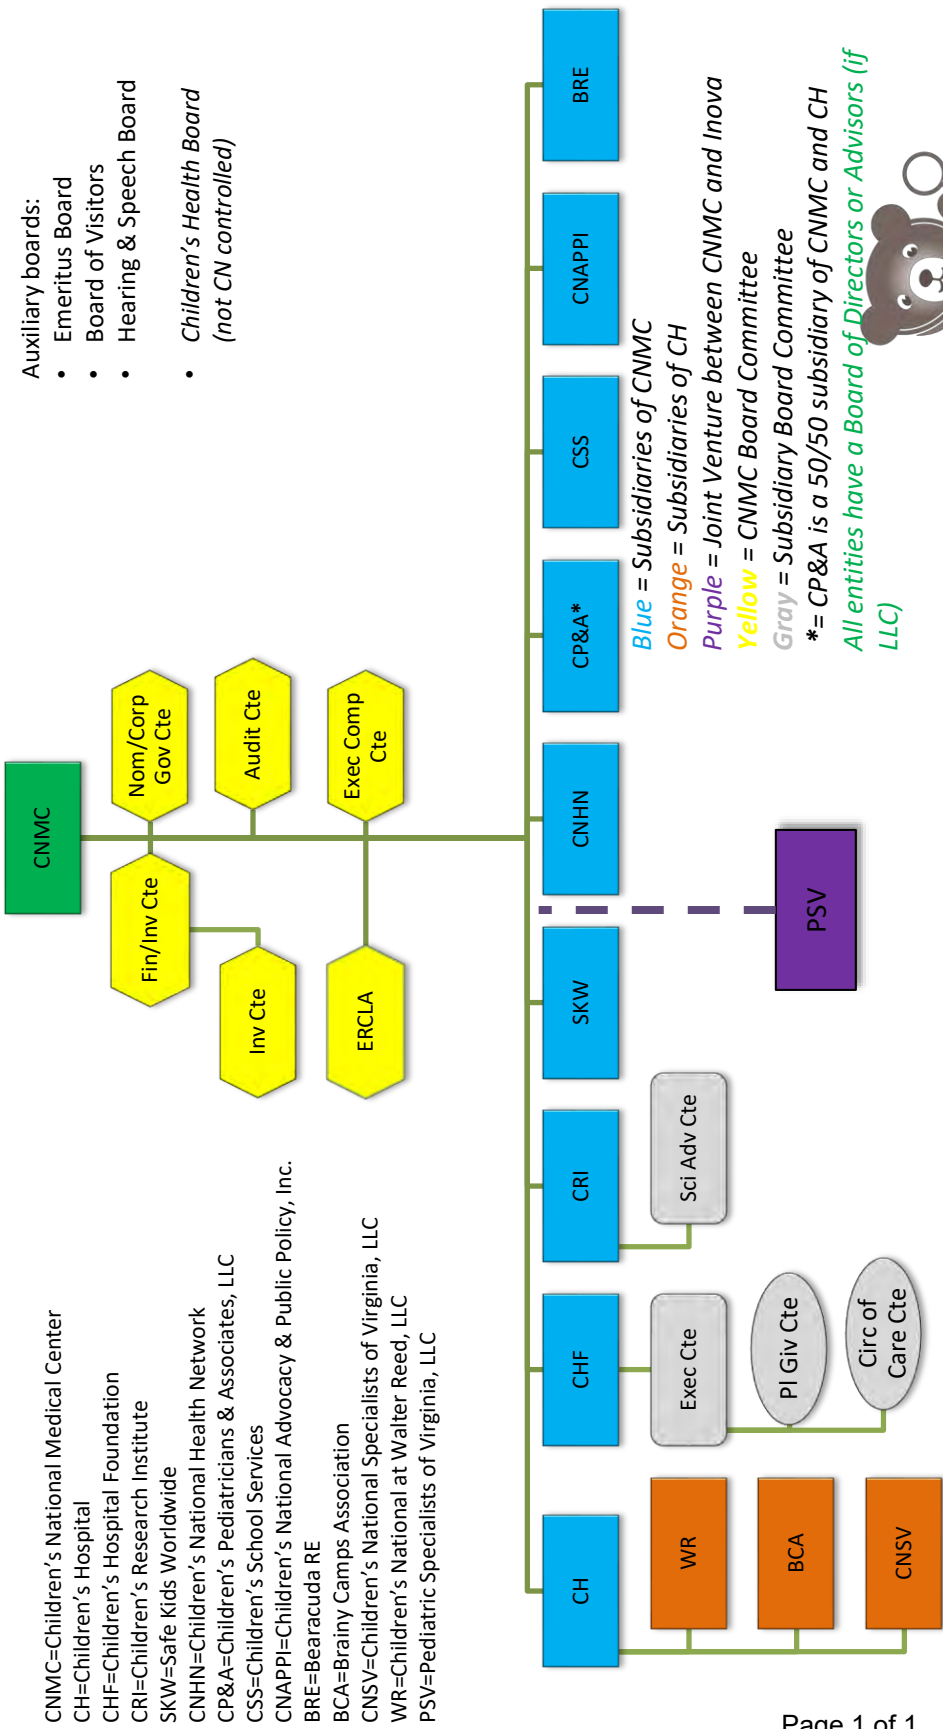 CNMC=Children's National Medical Center
CH=Children's Hospital
CHF=Children's Hospital Foundation
CRI=Children's Research Institute
SKW=Safe Kids Worldwide
CNHN=Children's National Health Network
CP&A=Children's Pediatricians & Associates, LLC
CSS=Children's School Services
CNAPPI=Children's National Advocacy & Public Policy, Inc.
BRE=Bearacuda RE
BCA=Brainy Camps Association
CNSV=Children's National Specialists of Virginia, LLC
WR=Children's National at Walter Reed, LLC
PSV=Pediatric Specialists of Virginia, LLC
CNMC
Fin/Inv Cte
Nom/Corp
Gov Cte
Inv Cte
Audit Cte
ERCLA
Exec Comp
Cte
Auxiliary boards:
• Emeritus Board
• Board of Visitors
• Hearing & Speech Board
• Children's Health Board
(not CN controlled)
CH
CHF
CRI
SKW
CNHN
CP&A*
CSS
CNAPPI
BRE
WR
BCA
CNSV
Exec Cte
Pl Giv Cte
Circ of
Care Cte
Sci Adv Cte
PSV
Blue = Subsidiaries of CNMC
Orange = Subsidiaries of CH
Purple = Joint Venture between CNMC and Inova
Yellow = CNMC Board Committee
Gray = Subsidiary Board Committee
*= CP&A is a 50/50 subsidiary of CNMC and CH
All entities have a Board of Directors or Advisors (if
LLC)
Page 1 of 1